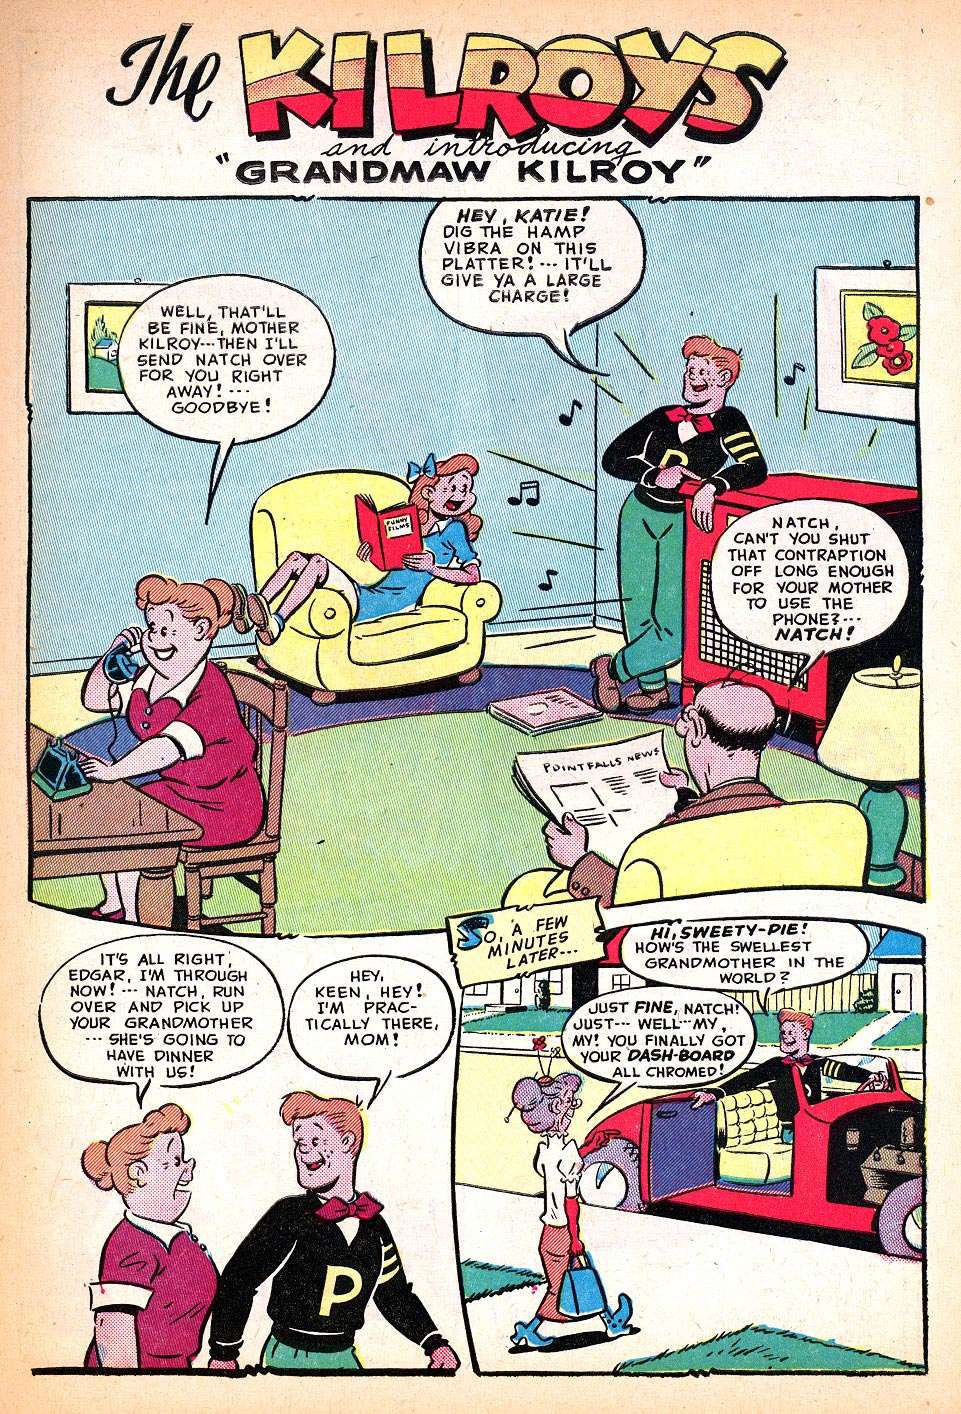 The KILROYS
and introducing
"GRANDMAW KILROY"
HEY, KATIE!
DIG THE HAMP
VIBRA ON THIS
PLATTER!--- IT'LL
GIVE YA A LARGE
CHARGE!
WELL, THAT'LL
BE FINE, MOTHER
KILROY---THEN I'LL
SEND NATCH OVER
FOR YOU RIGHT
AWAY!---
GOODBYE!
FUNNY
FILMS
P
NATCH,
CAN'T YOU SHUT
THAT CONTRAPTION
OFF LONG ENOUGH
FOR YOUR MOTHER
TO USE THE
PHONE?---
NATCH!
POINTFALLS NEWS
IT'S ALL RIGHT,
EDGAR, I'M THROUGH
NOW!--- NATCH, RUN
OVER AND PICK UP
YOUR GRANDMOTHER
--- SHE'S GOING TO
HAVE DINNER
WITH US!
HEY,
KEEN, HEY!
I'M PRAC-
TICALLY THERE,
MOM!
P
SO, A FEW
MINUTES
LATER---
HI, SWEETY-PIE!
HOW'S THE SWELLEST
GRANDMOTHER IN THE
WORLD?
JUST FINE, NATCH!
JUST--- WELL---MY,
MY! YOU FINALLY GOT
YOUR DASH-BOARD
ALL CHROMED!